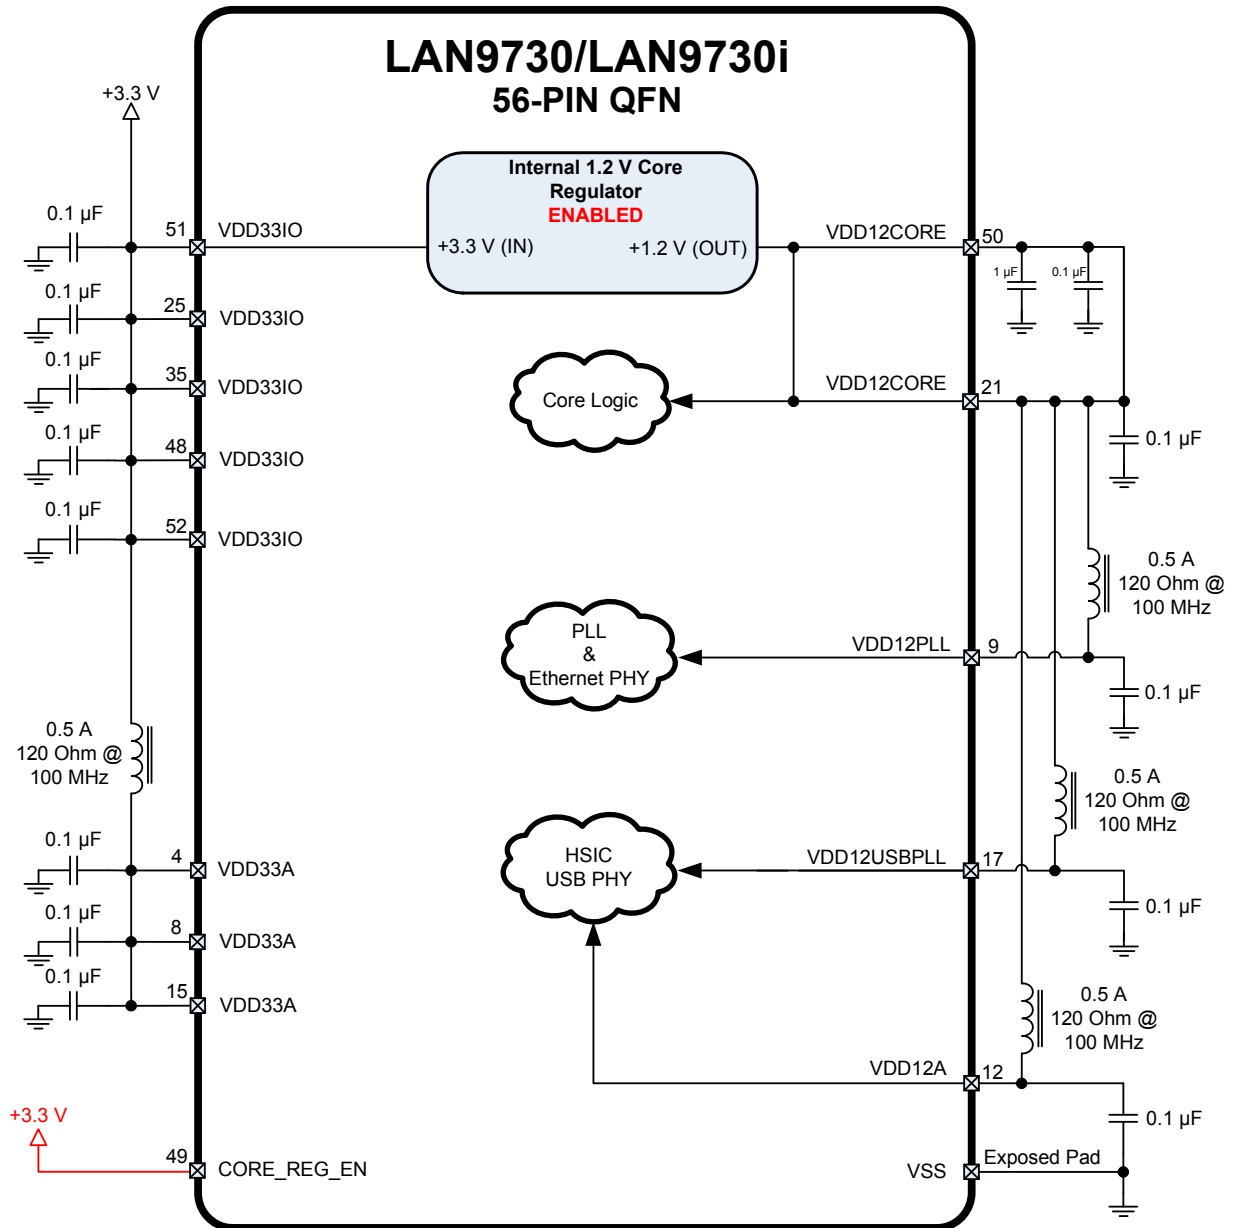 LAN9730/LAN9730i
56-PIN QFN
+3.3 V
Internal 1.2 V Core
Regulator
ENABLED
+3.3 V (IN)
+1.2 V (OUT)
0.1 µF
51
VDD33IO
VDD12CORE
50
1 µF
0.1 µF
0.1 µF
25
VDD33IO
0.1 µF
35
VDD33IO
Core Logic
VDD12CORE
21
0.1 µF
0.1 µF
48
VDD33IO
0.1 µF
52
VDD33IO
0.5 A
120 Ohm @
100 MHz
PLL
&
Ethernet PHY
VDD12PLL
9
0.1 µF
0.5 A
120 Ohm @
100 MHz
0.5 A
120 Ohm @
100 MHz
0.1 µF
4
VDD33A
HSIC
USB PHY
VDD12USBPLL
17
0.1 µF
0.1 µF
8
VDD33A
0.1 µF
15
VDD33A
0.5 A
120 Ohm @
100 MHz
VDD12A
12
0.1 µF
+3.3 V
49
CORE_REG_EN
VSS
Exposed Pad